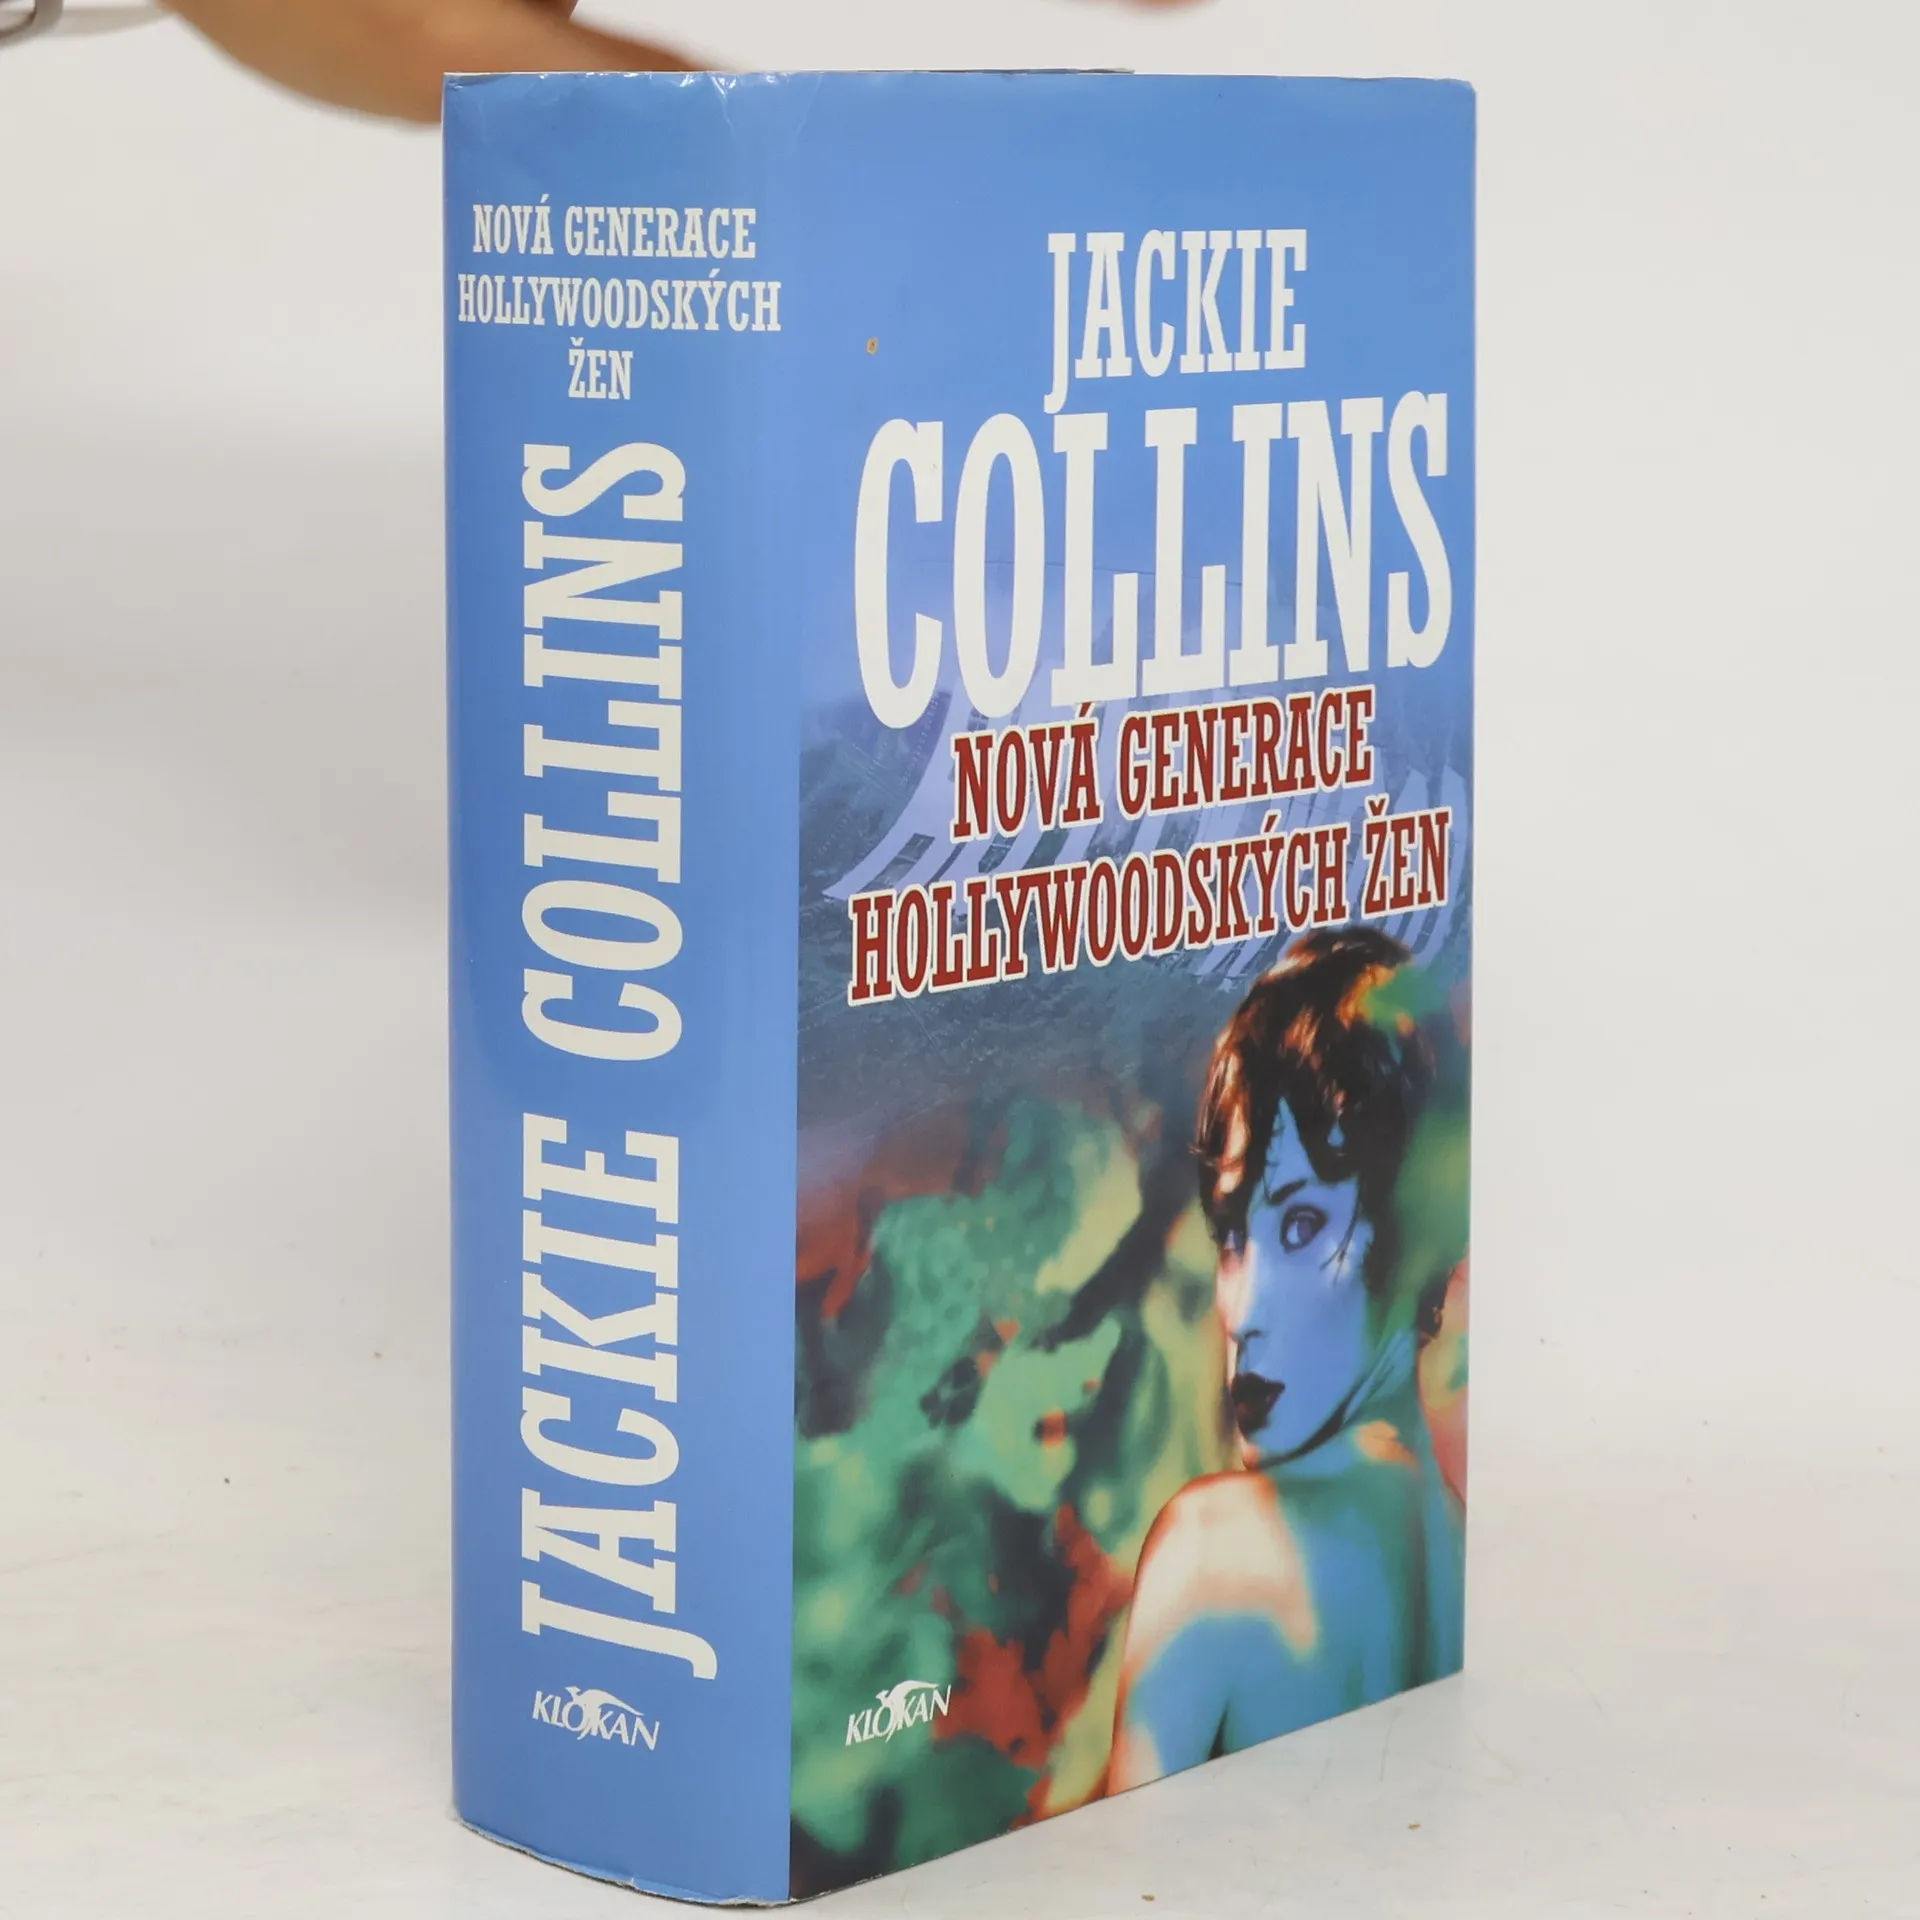 NOVÁ GENERACE
HOLLYWOODSKÝCH
ŽEN
JACKIE COLLINS
KLOKAN
JACKIE
COLLINS
NOVÁ GENERACE
HOLLYWOODSKÝCH ŽEN
KLOKAN